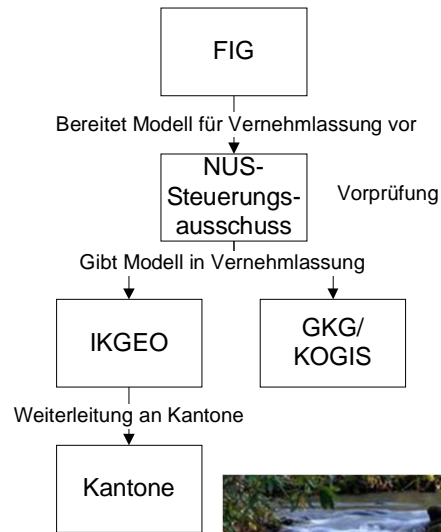 FIG
Bereitet Modell für Vernehmlassung vor
NUS-
Steuerungs-
ausschuss
Vorprüfung
Gibt Modell in Vernehmlassung
IKGEO
GKG/
KOGIS
Weiterleitung an Kantone
Kantone